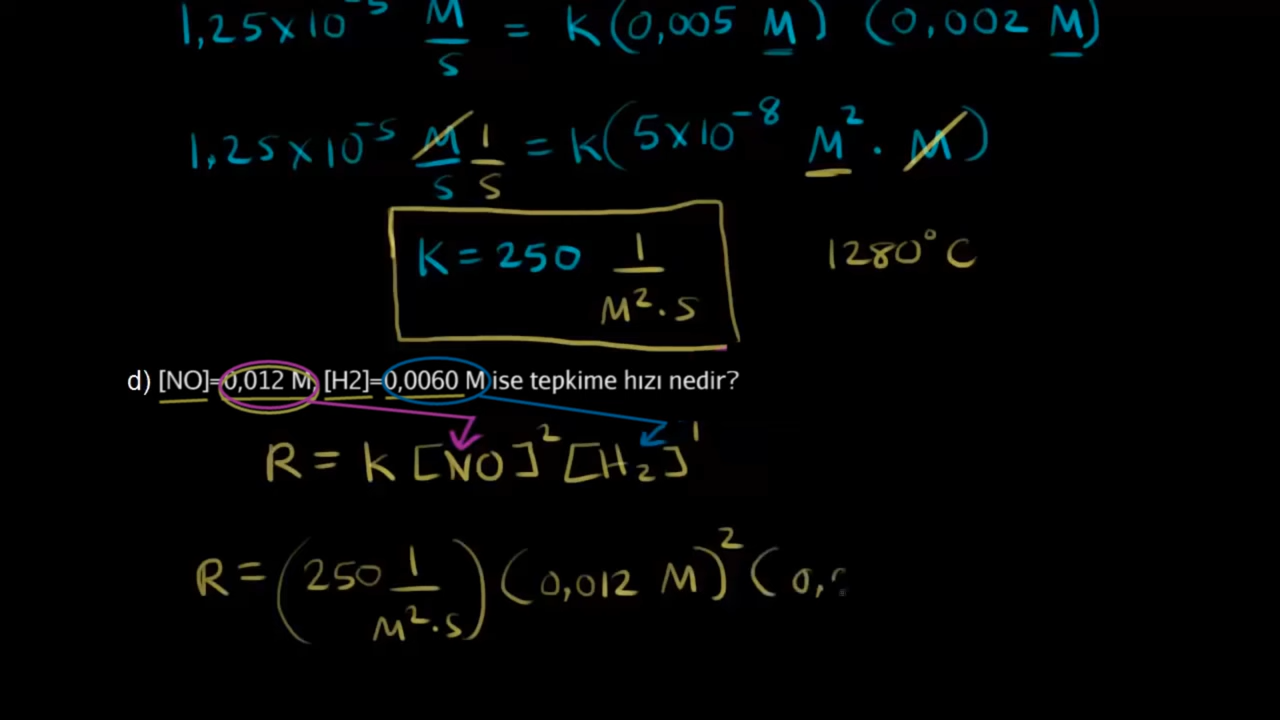 1,25x10⁻⁵ M/s = K(0,005 M) (0,002 M)
1,25x10⁻⁵ M/s 1/s = K(5x10⁻⁸ M² . M)
K = 250 1/M².s
1280°C
d) [NO]=0,012 M, [H2]=0,0060 M ise tepkime hızı nedir?
R = K [NO]² [H₂]¹
R = (250 1/M².s) (0,012 M)² (0,